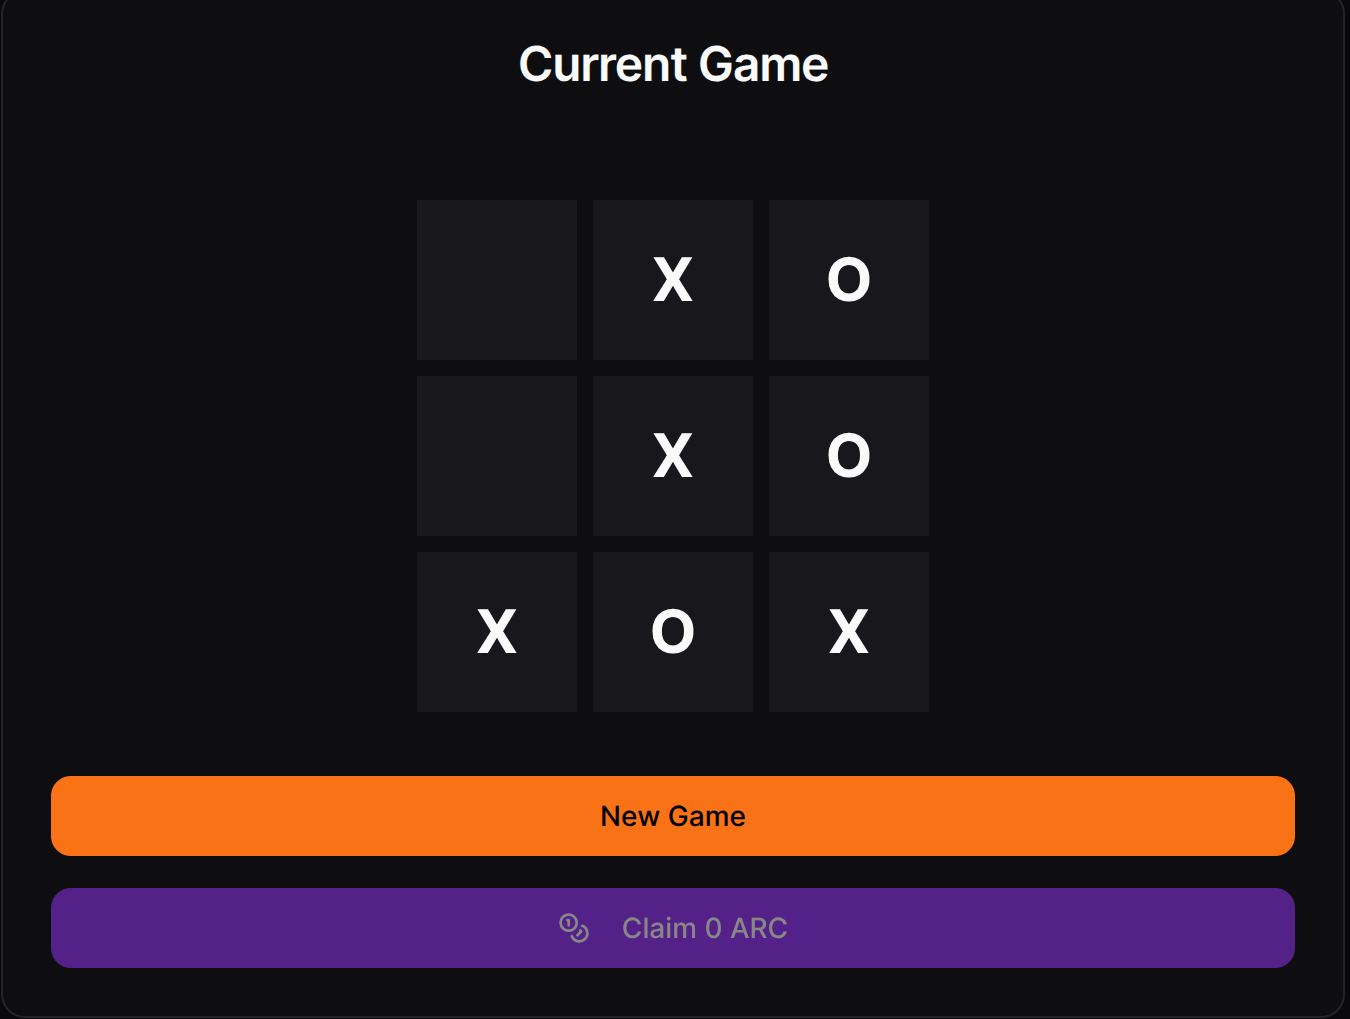 Current Game
X O
X O
X O X
New Game
Claim 0 ARC